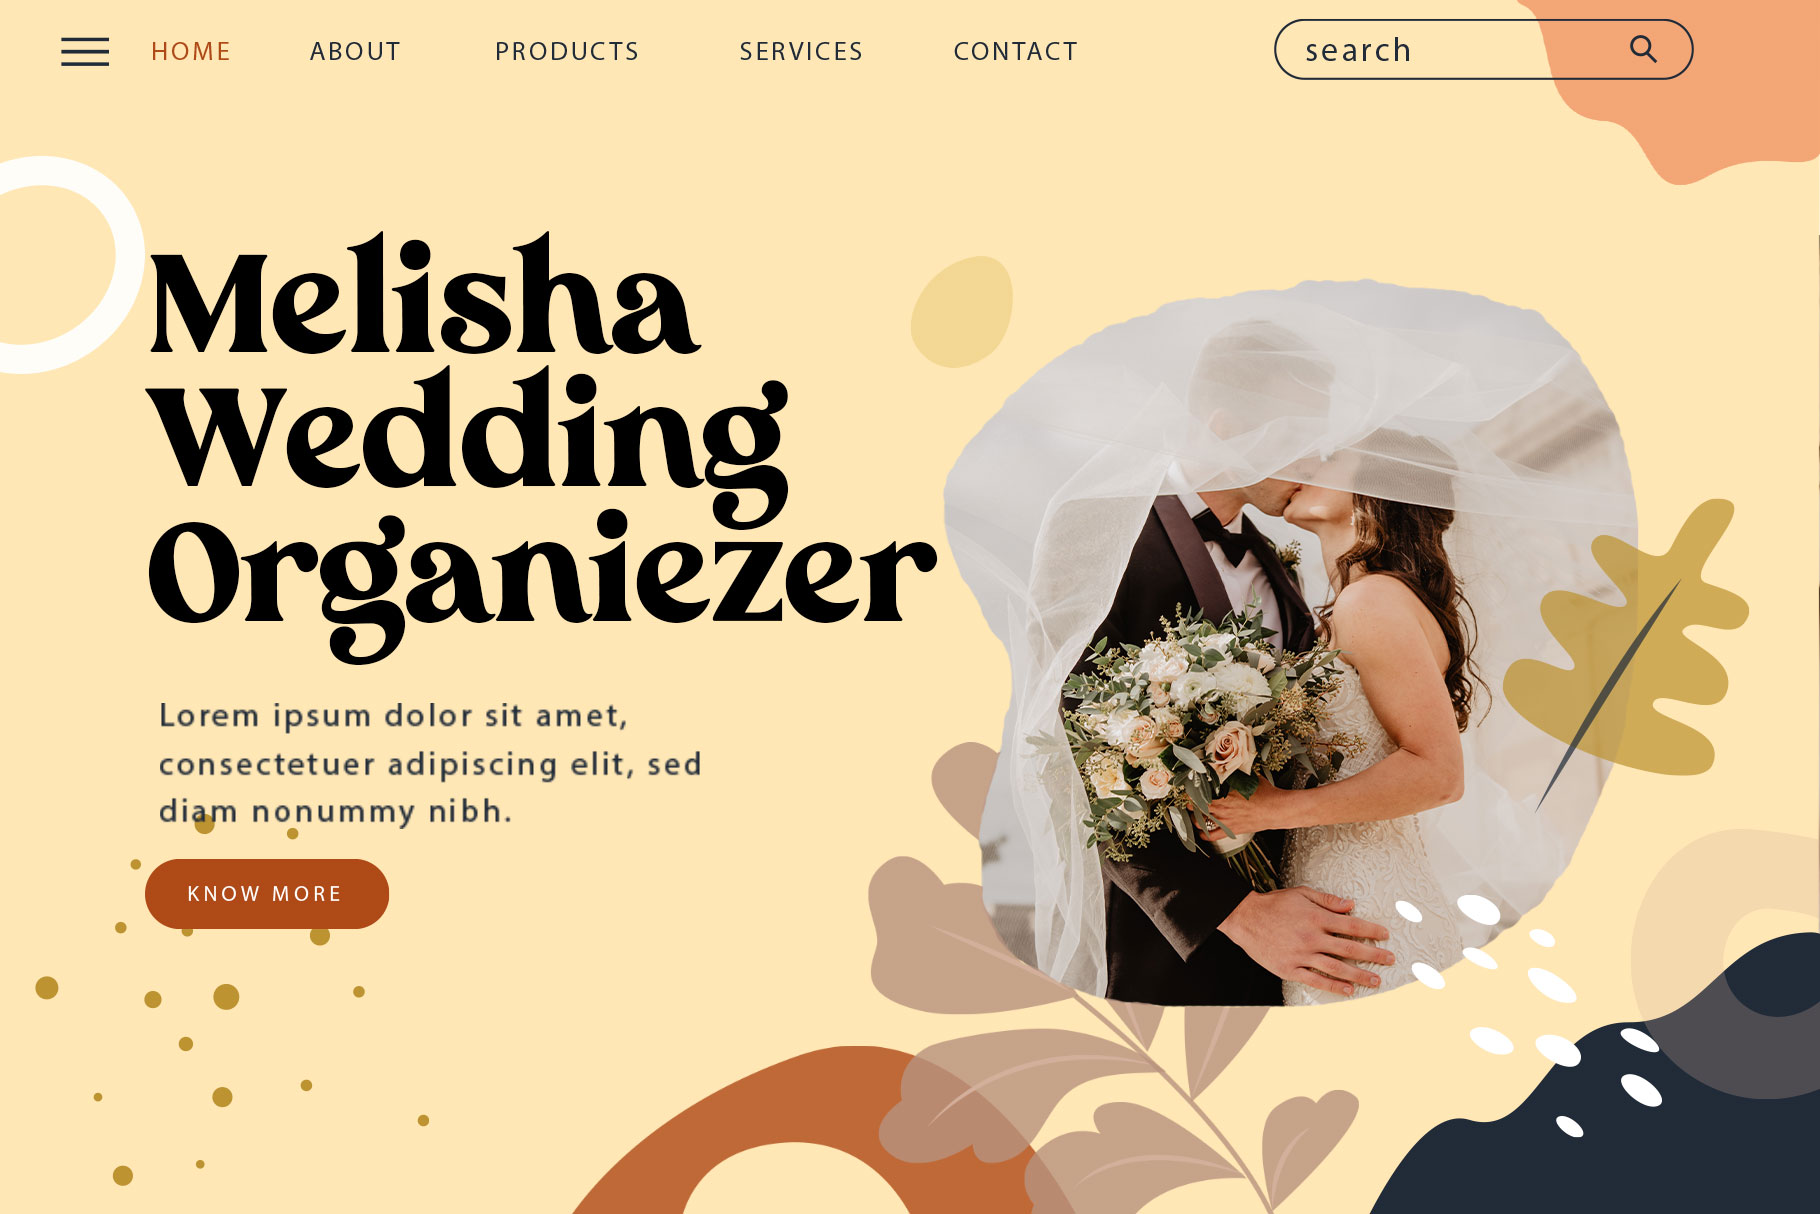 HOME ABOUT PRODUCTS SERVICES CONTACT search
Melisha
Wedding
Organiezer
Lorem ipsum dolor sit amet,
consectetuer adipiscing elit, sed
diam nonummy nibh.
KNOW MORE